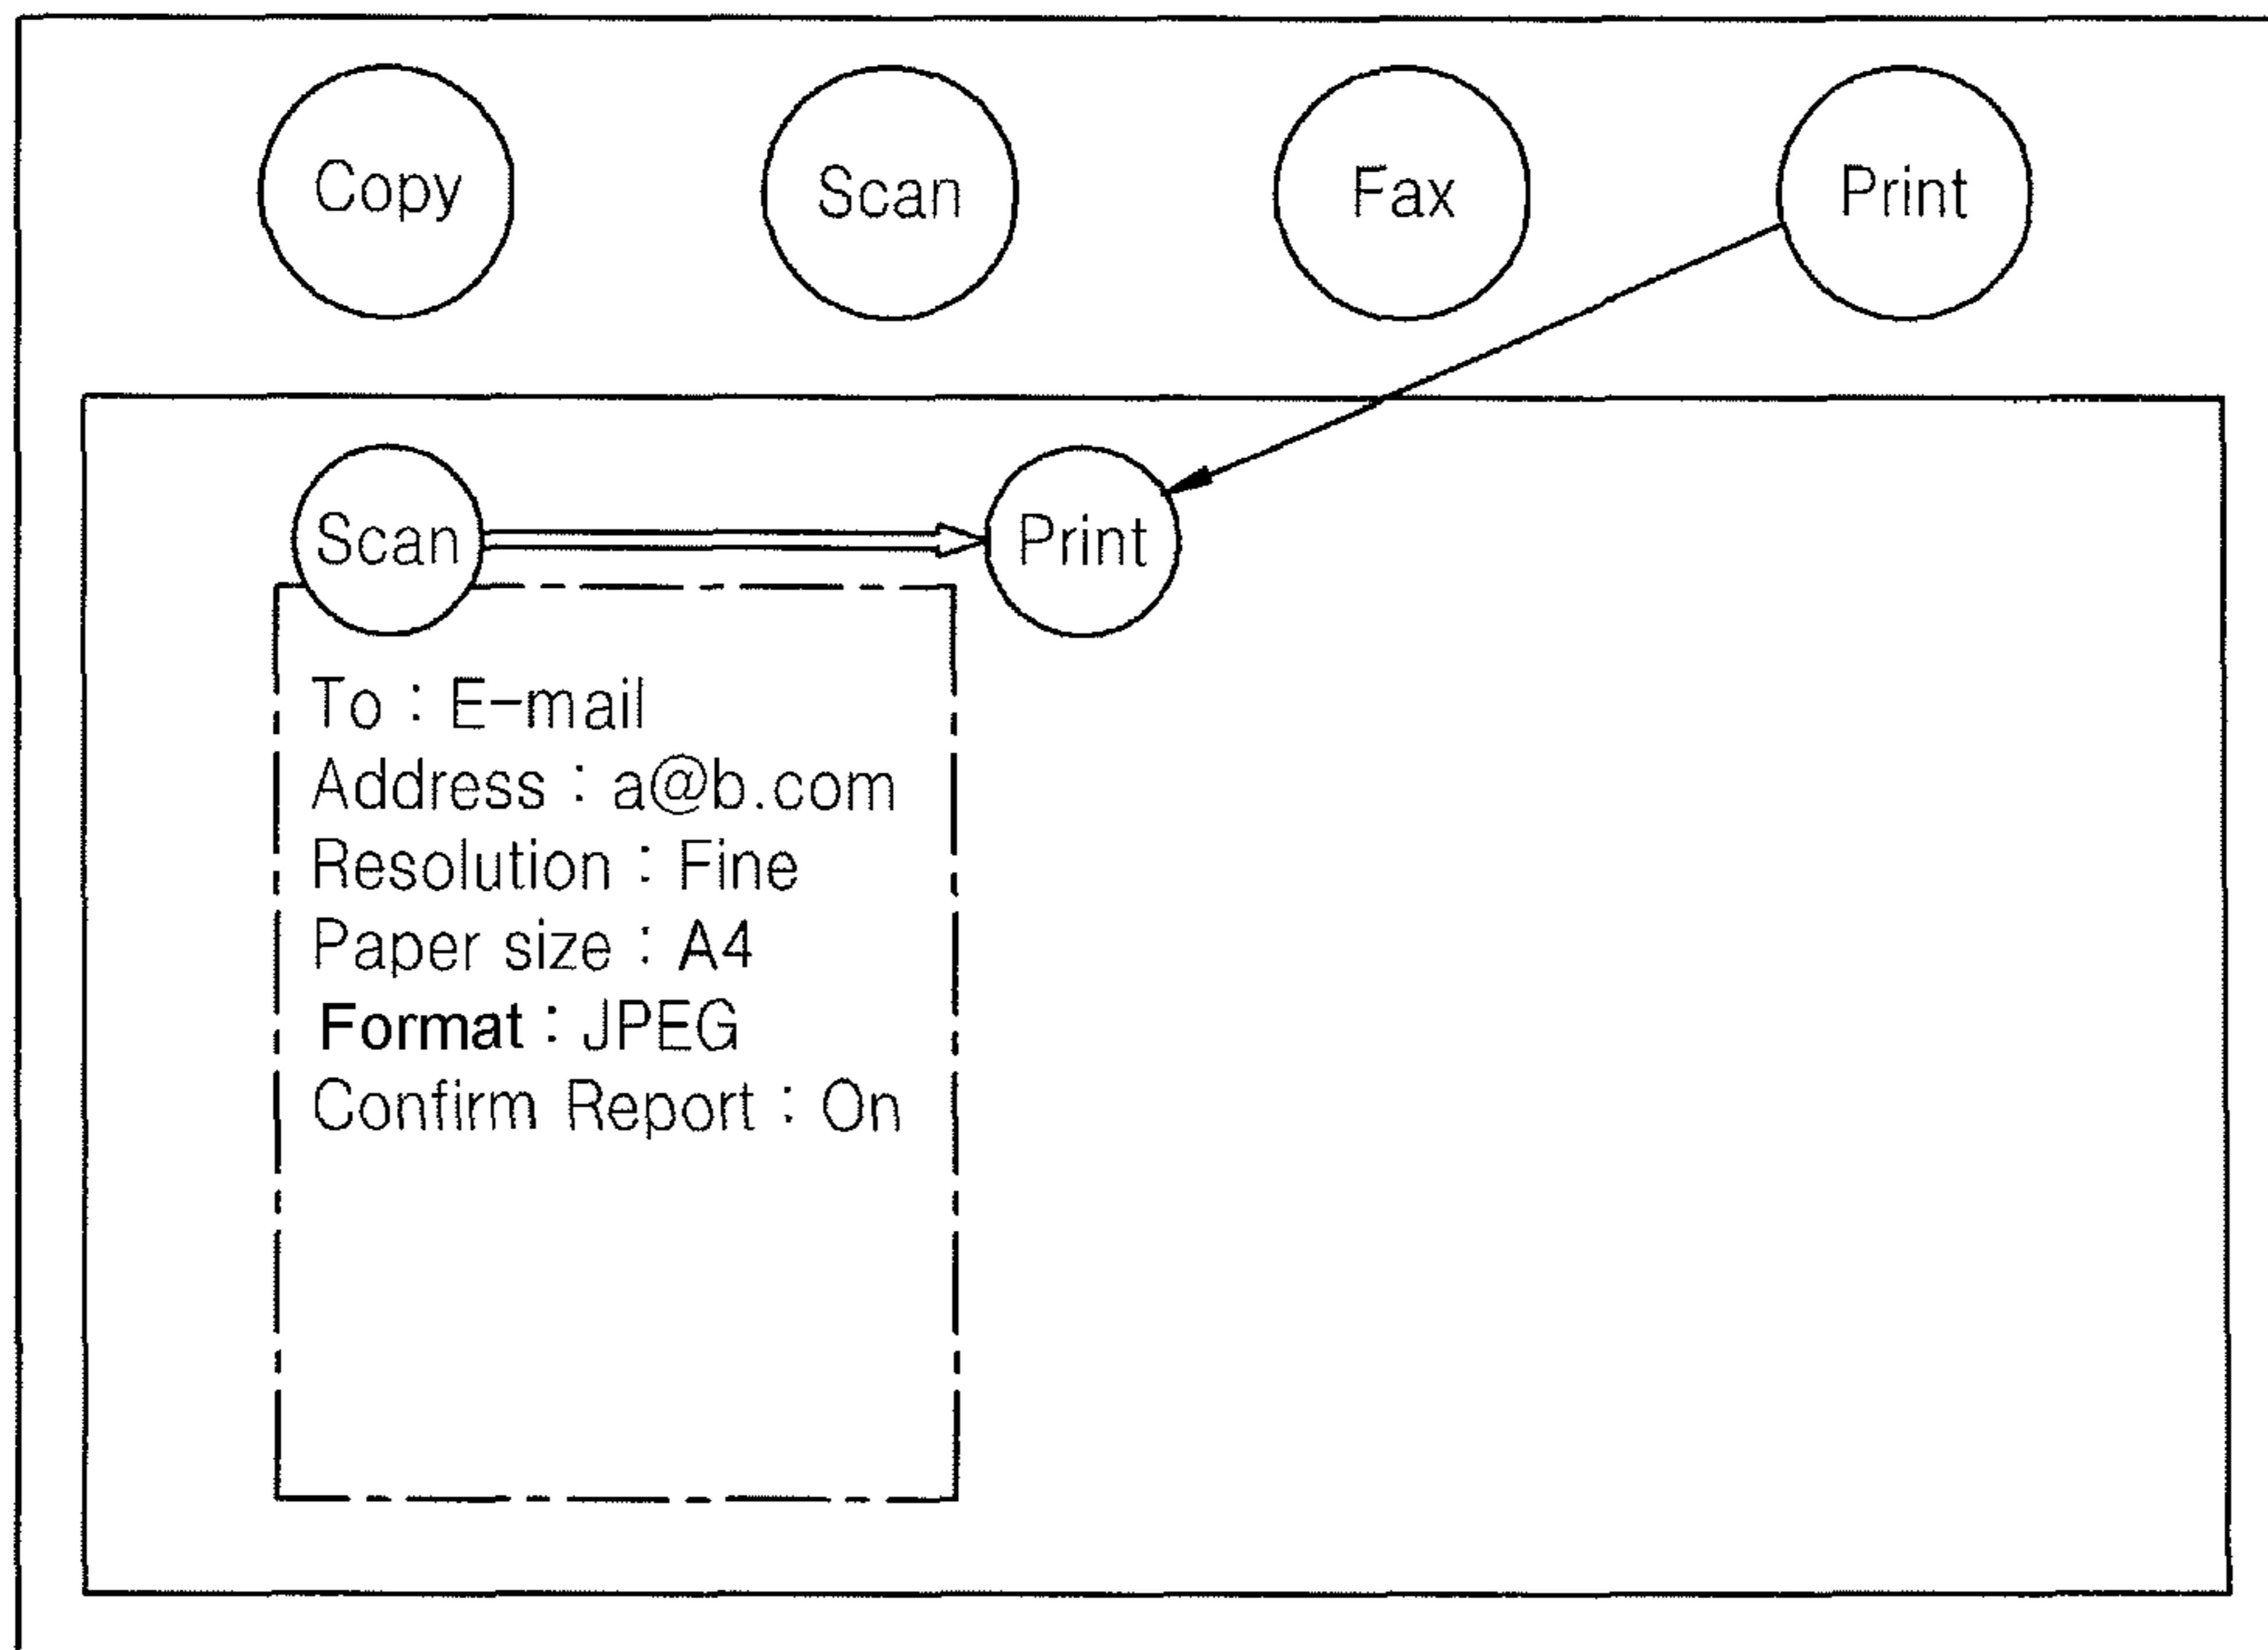 Copy Scan Fax Print
Scan Print
To : E-mail
Address : a@b.com
Resolution : Fine
Paper size : A4
Format : JPEG
Confirm Report : On